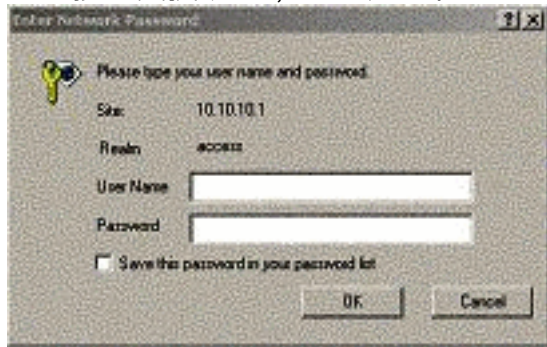 Enter Network Password
Please type your user name and password.
Site: 10.10.10.1
Realm access
User Name
Password
Save this password in your password list
OK Cancel